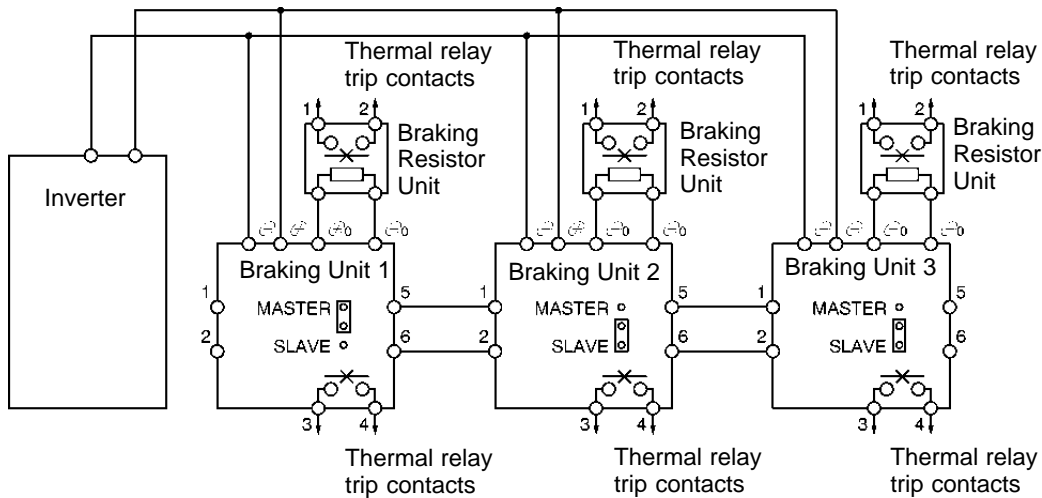 Thermal relay
trip contacts
Thermal relay
trip contacts
Thermal relay
trip contacts
1 2
1 2
1 2
Braking
Resistor
Unit
Braking
Resistor
Unit
Braking
Resistor
Unit
Inverter
Braking Unit 1
Braking Unit 2
Braking Unit 3
1 MASTER 5
2 SLAVE 6
1 MASTER 5
2 SLAVE 6
1 MASTER 5
2 SLAVE 6
3 4
3 4
3 4
Thermal relay
trip contacts
Thermal relay
trip contacts
Thermal relay
trip contacts